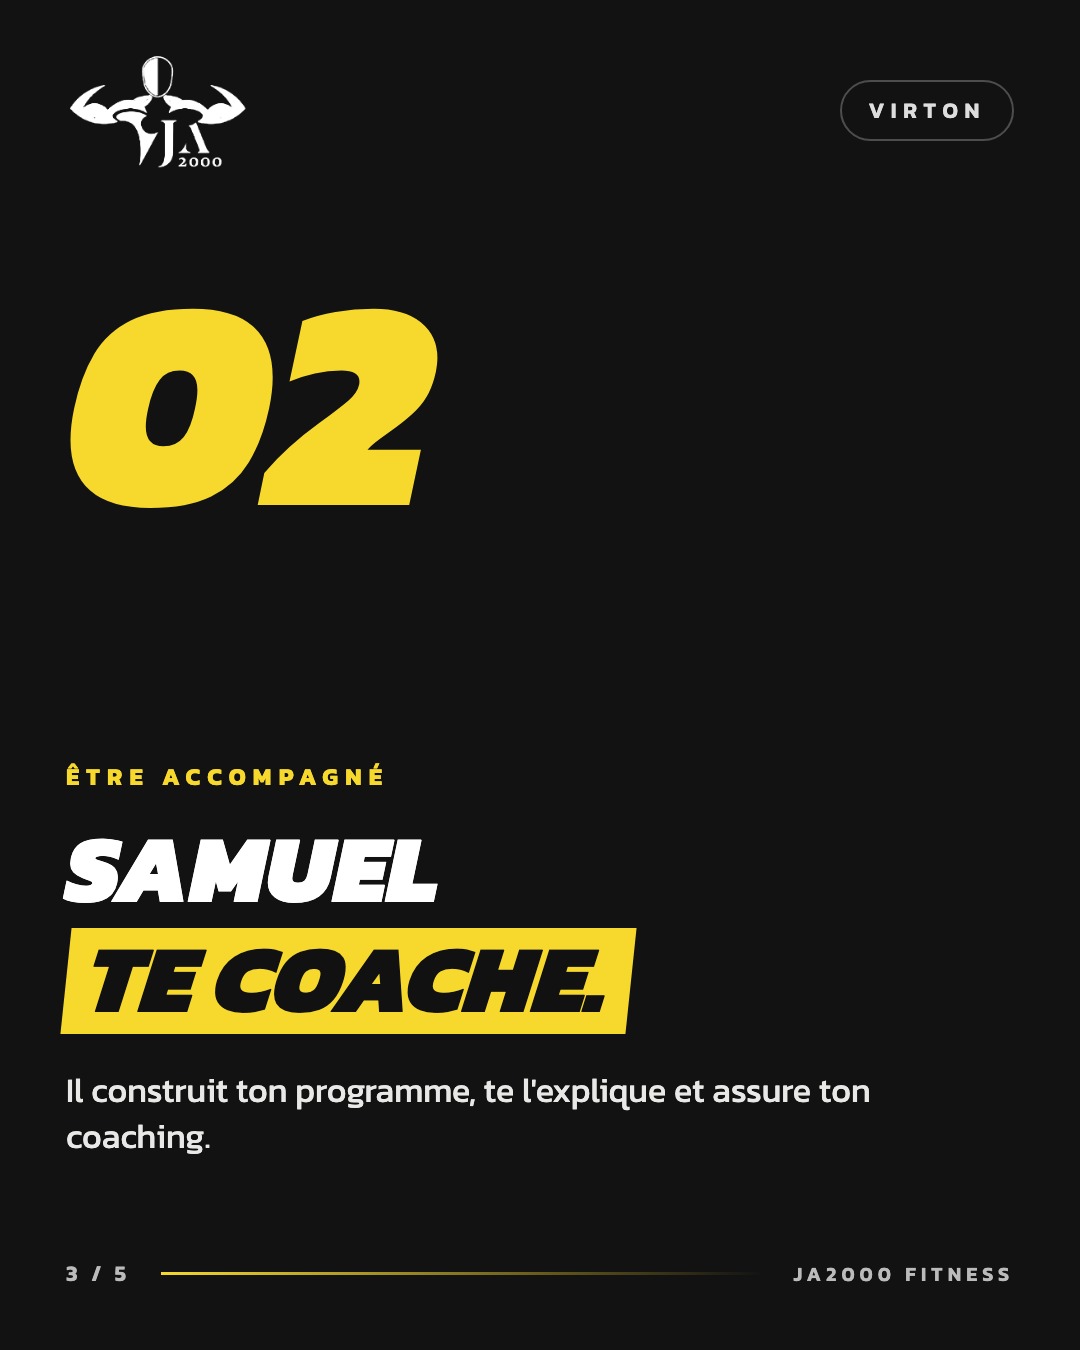 JA
2000
VIRTON
02
ÊTRE ACCOMPAGNÉ
SAMUEL
TE COACHE.
Il construit ton programme, te l'explique et assure ton
coaching.
3 / 5
JA2000 FITNESS